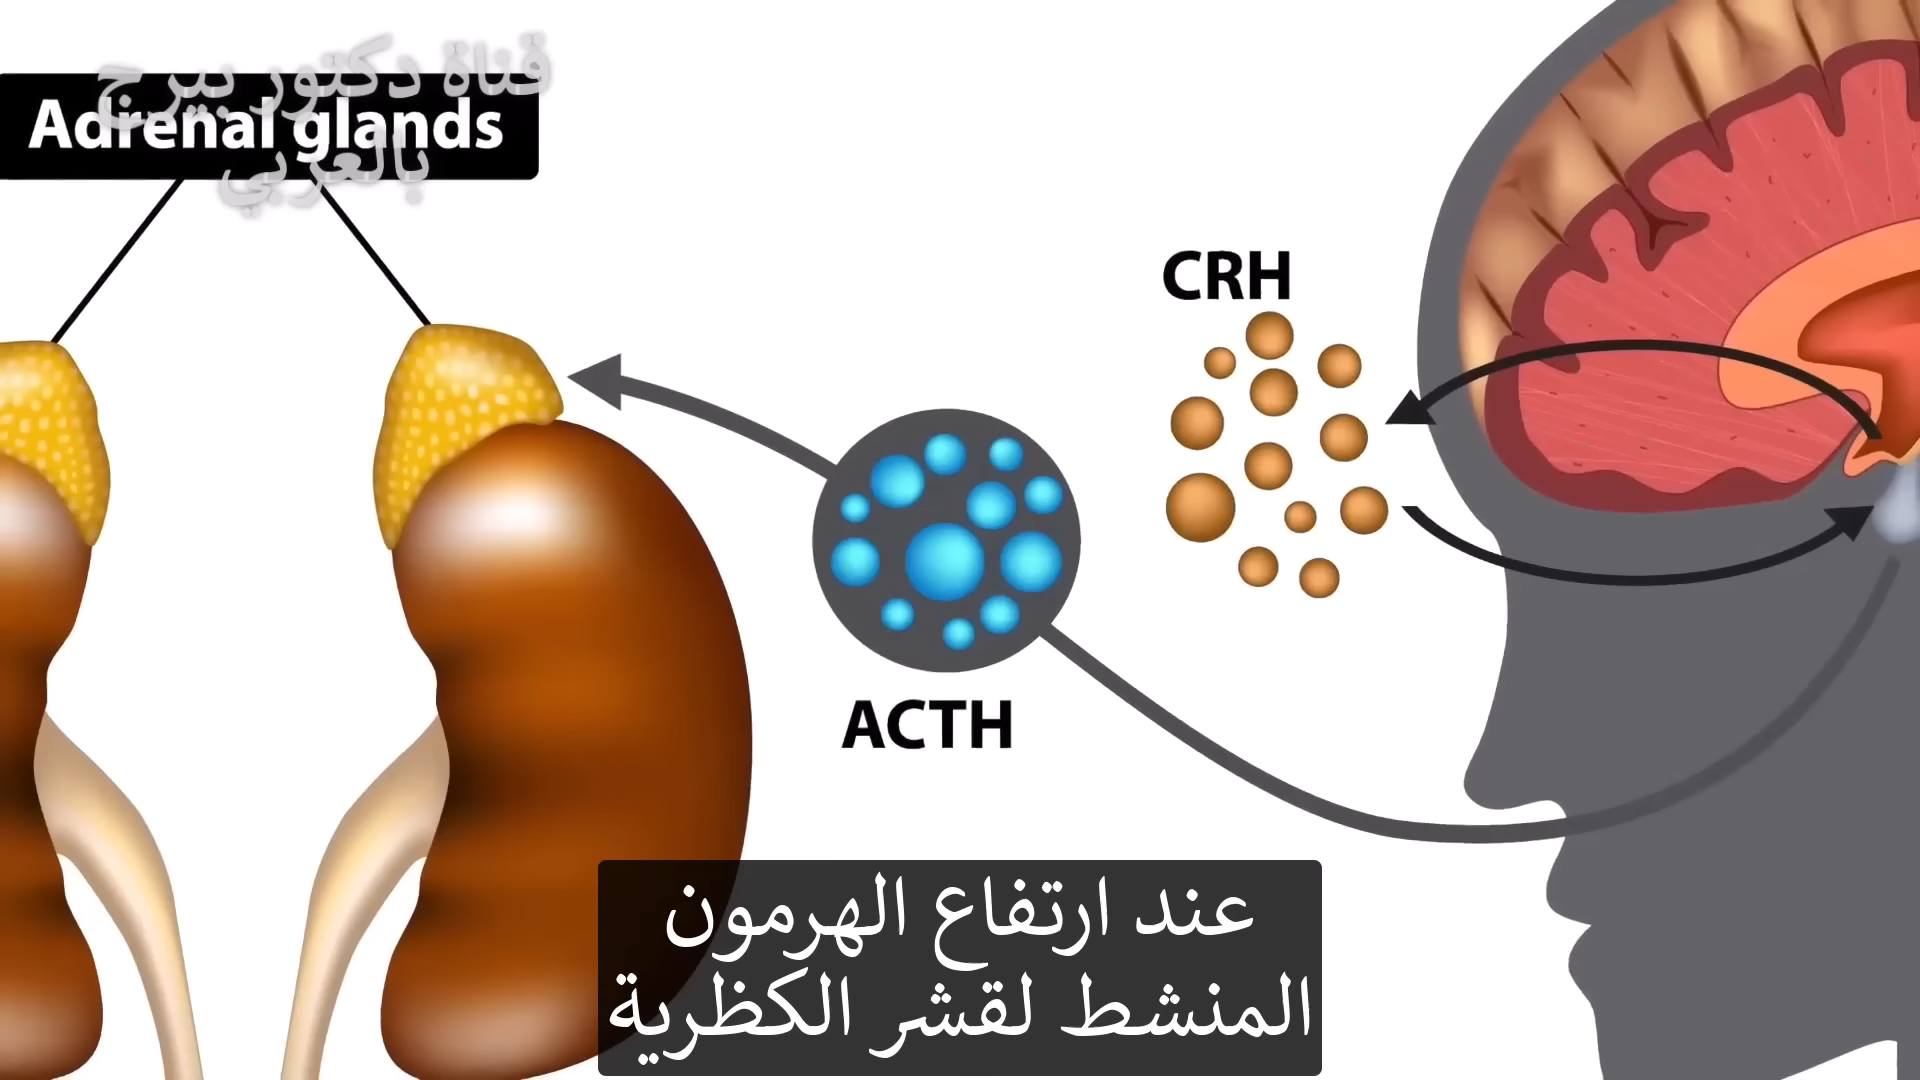 قناة دكتور بيرج
بالعربي
Adrenal glands
CRH
ACTH
عند ارتفاع الهرمون
المنشط لقشر الكظرية